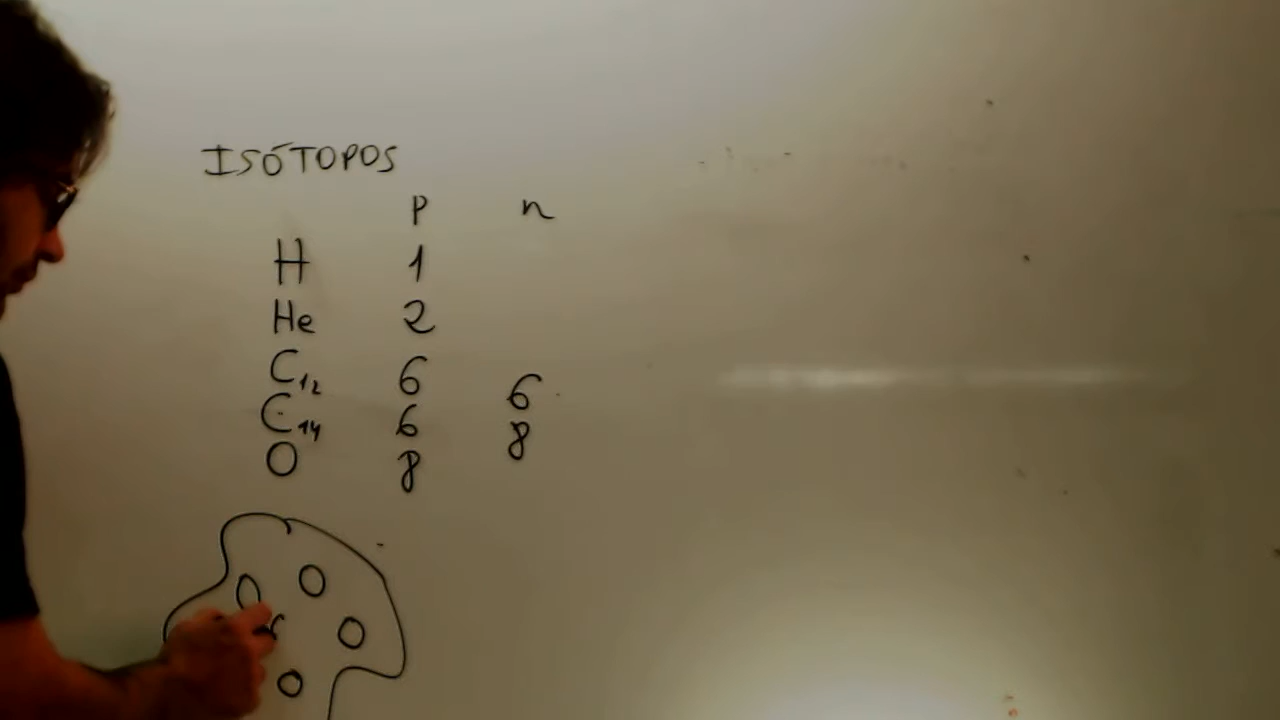 ISÓTOPOS
P n
H 1
He 2
C12 6 6
C14 6 8
O 8